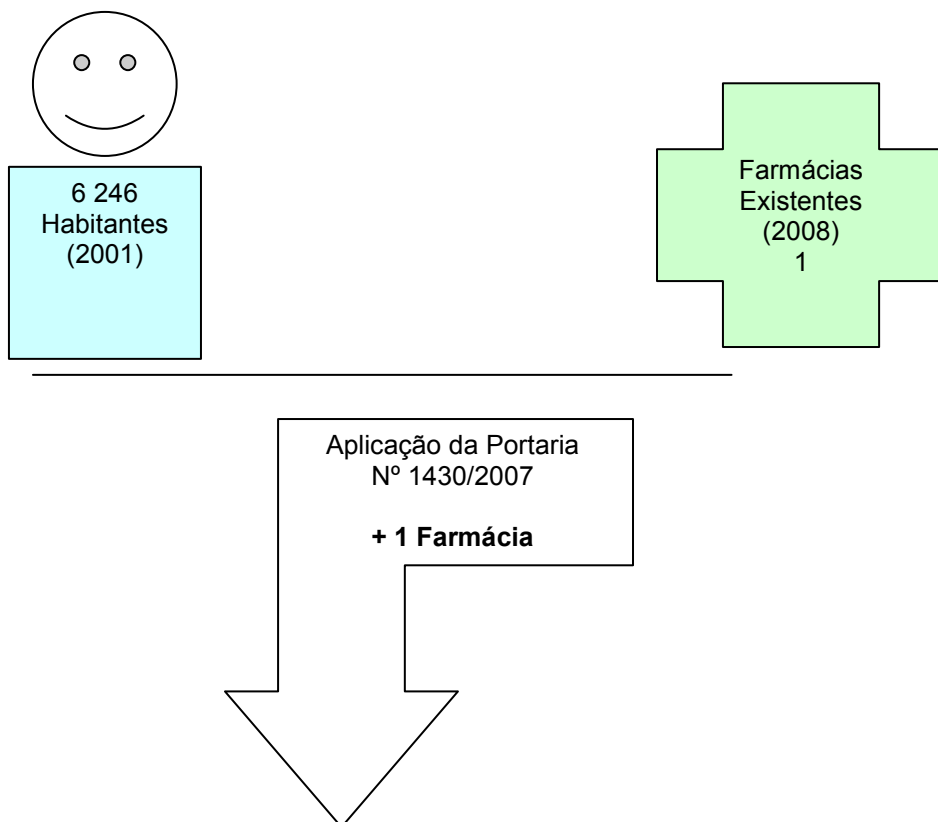 6 246
Habitantes
(2001)
Farmácias
Existentes
(2008)
1
Aplicação da Portaria
Nº 1430/2007
+ 1 Farmácia